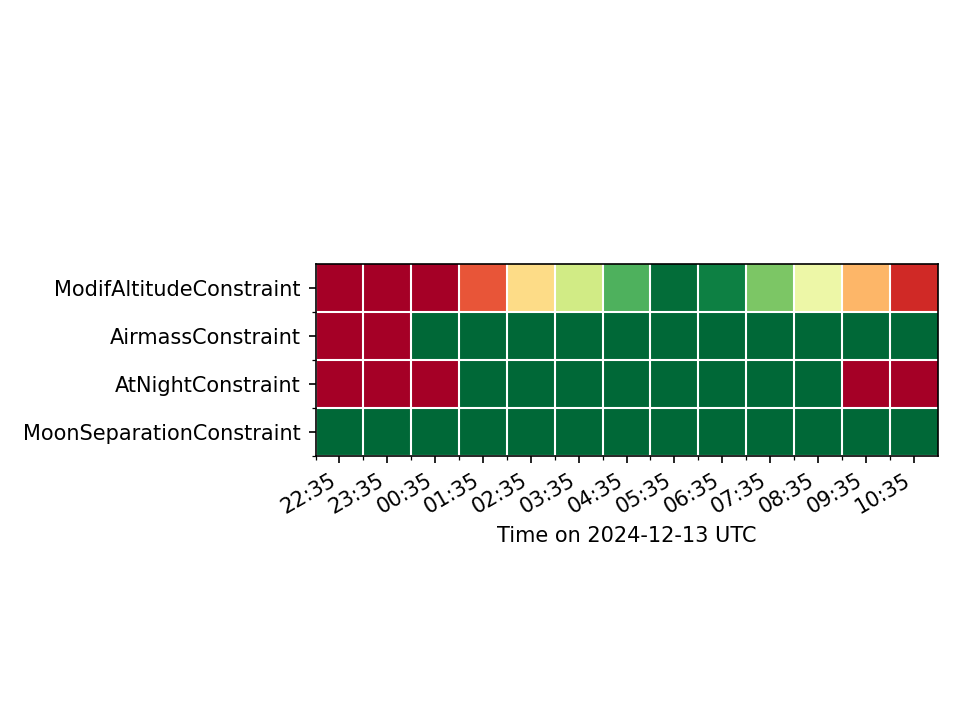 ModifAltitudeConstraint
AirmassConstraint
AtNightConstraint
MoonSeparationConstraint
22:35 23:35 00:35 01:35 02:35 03:35 04:35 05:35 06:35 07:35 08:35 09:35 10:35
Time on 2024-12-13 UTC